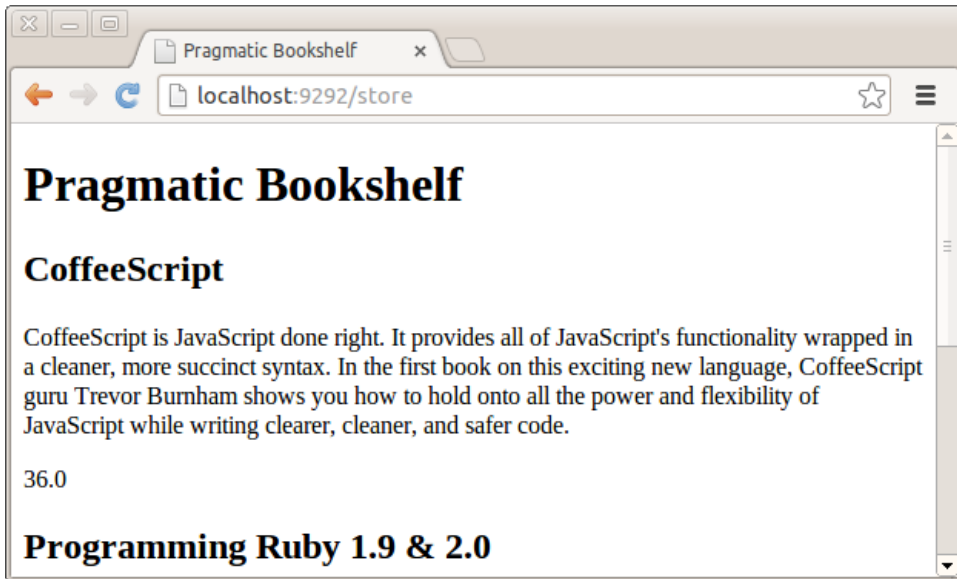 Pragmatic Bookshelf
localhost:9292/store
Pragmatic Bookshelf
CoffeeScript
CoffeeScript is JavaScript done right. It provides all of JavaScript's functionality wrapped in
a cleaner, more succinct syntax. In the first book on this exciting new language, CoffeeScript
guru Trevor Burnham shows you how to hold onto all the power and flexibility of
JavaScript while writing clearer, cleaner, and safer code.
36.0
Programming Ruby 1.9 & 2.0